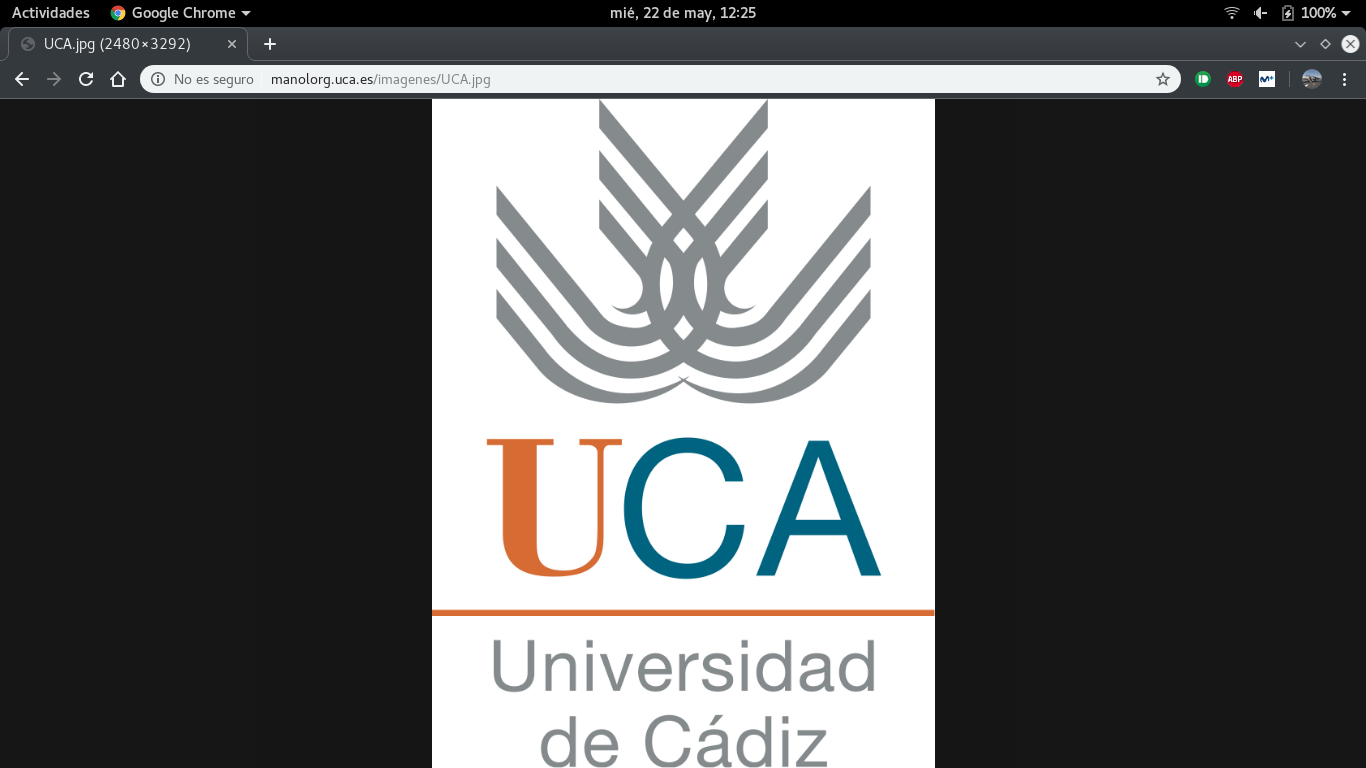 Actividades Google Chrome mié, 22 de may, 12:25 100%
UCA.jpg (2480×3292)
No es seguro manolorg.uca.es/imagenes/UCA.jpg ABP M+
UCA
Universidad
de Cádiz